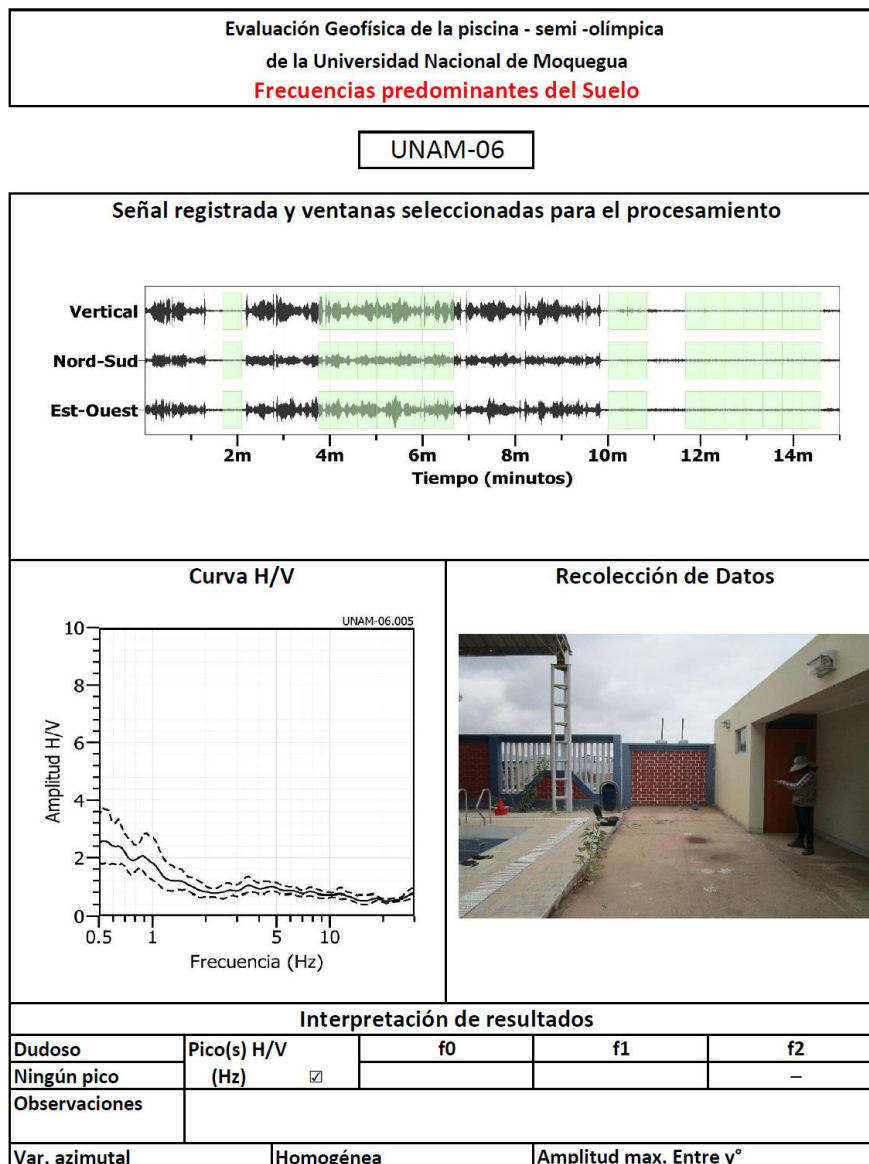 Evaluación Geofísica de la piscina - semi -olímpica
de la Universidad Nacional de Moquegua
Frecuencias predominantes del Suelo
UNAM-06
Señal registrada y ventanas seleccionadas para el procesamiento
Vertical
Nord-Sud
Est-Ouest
2m 4m 6m 8m 10m 12m 14m
Tiempo (minutos)
Curva H/V
UNAM-06.005
10
8
6
4
2
0
Amplitud H/V
0.5 1 5 10
Frecuencia (Hz)
Recolección de Datos
Interpretación de resultados
Dudoso Pico(s) H/V f0 f1 f2
Ningún pico (Hz) ☑ –
Observaciones
Var. azimutal Homogénea Amplitud max. Entre y°